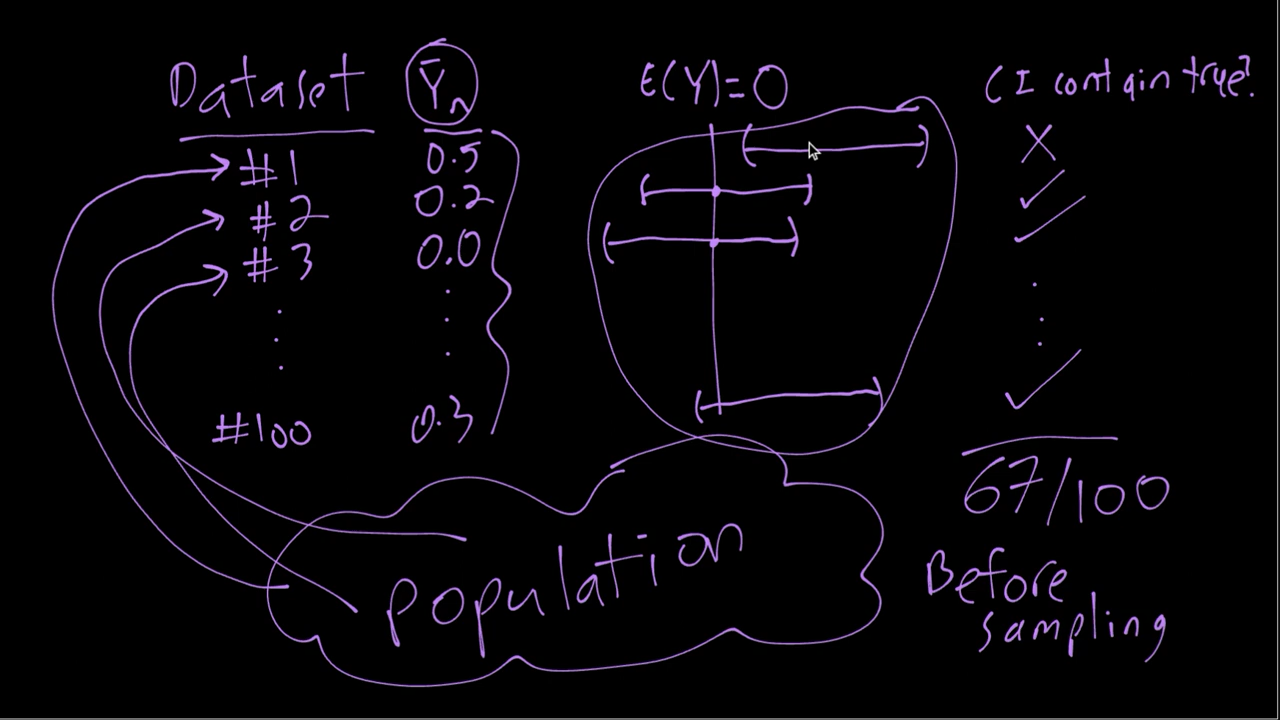 Dataset Ȳn E(Y)=0 CI contain true?
#1 0.5 X
#2 0.2 ✓
#3 0.0 ✓
#100 0.3 ✓
67/100
population
Before
sampling